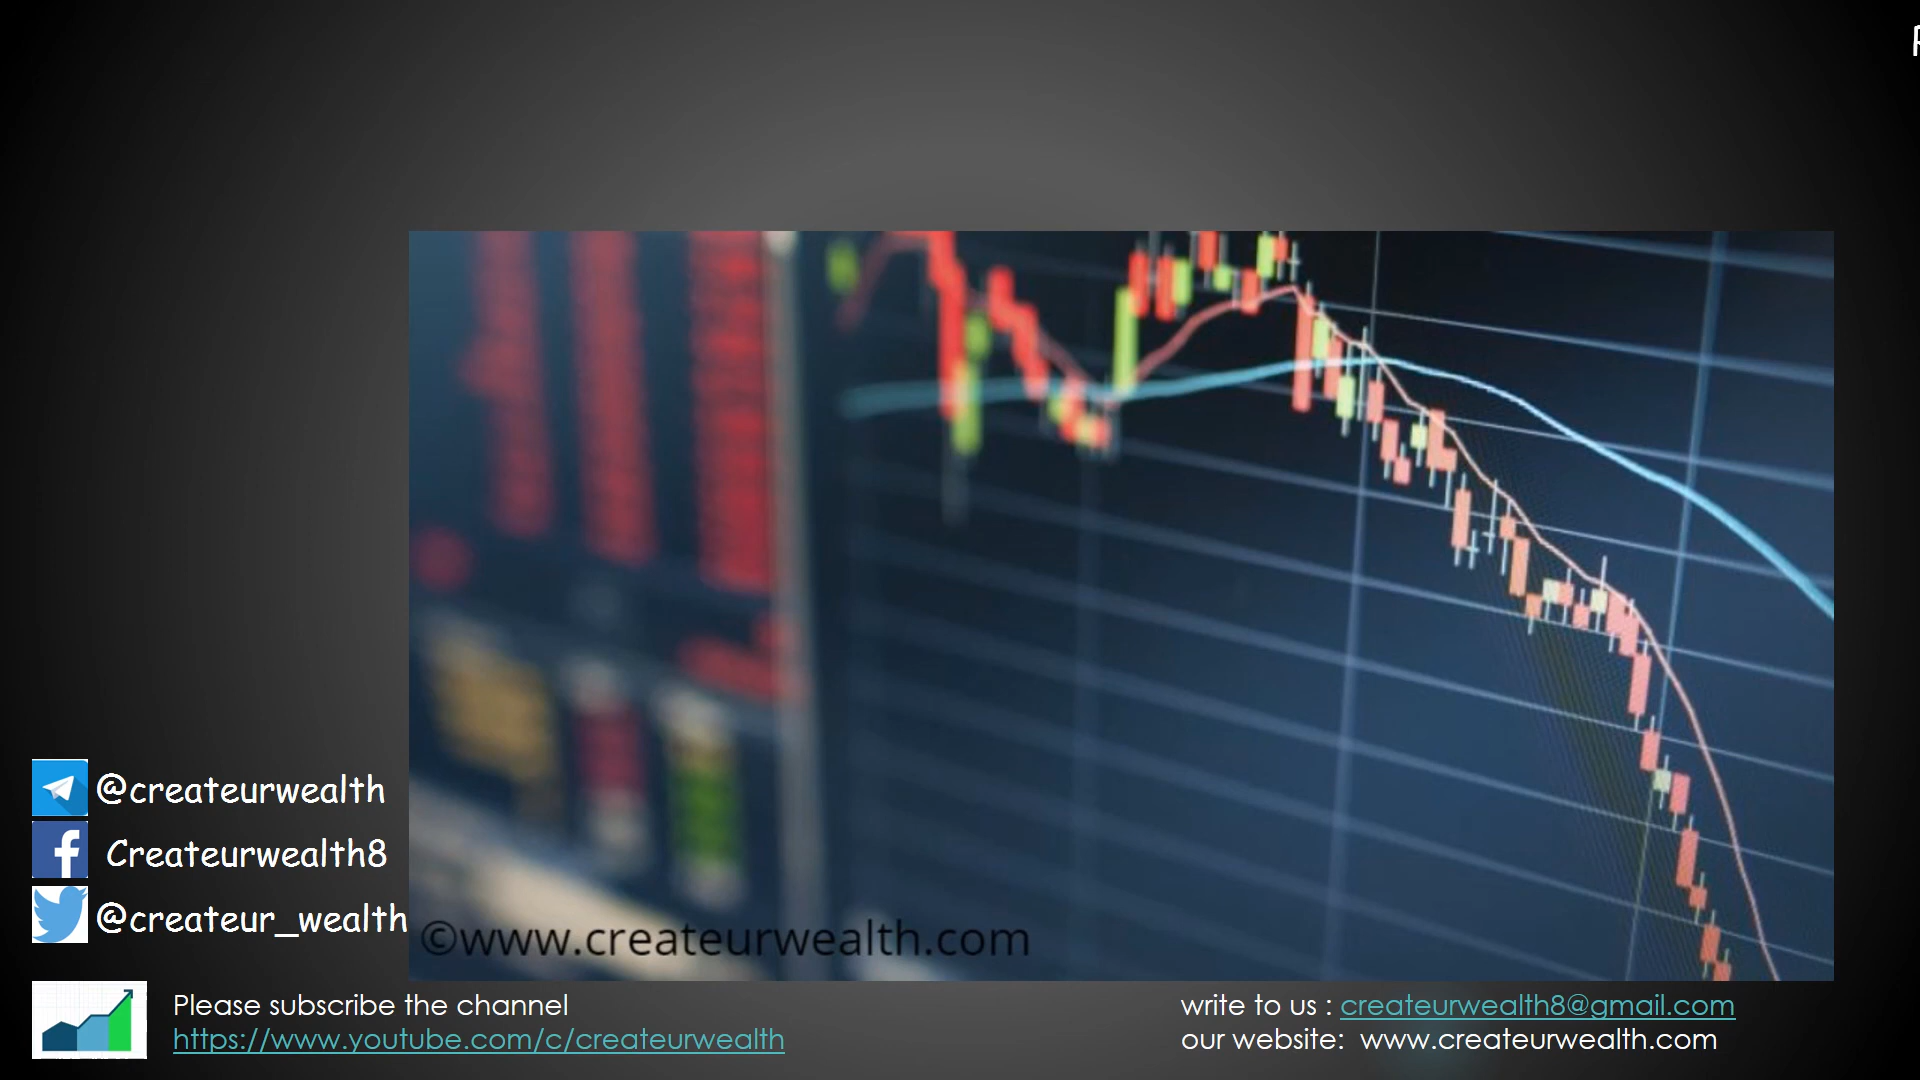 @createurwealth
Createurwealth8
@createur_wealth
©www.createurwealth.com
Please subscribe the channel
https://www.youtube.com/c/createurwealth
write to us : createurwealth8@gmail.com
our website: www.createurwealth.com